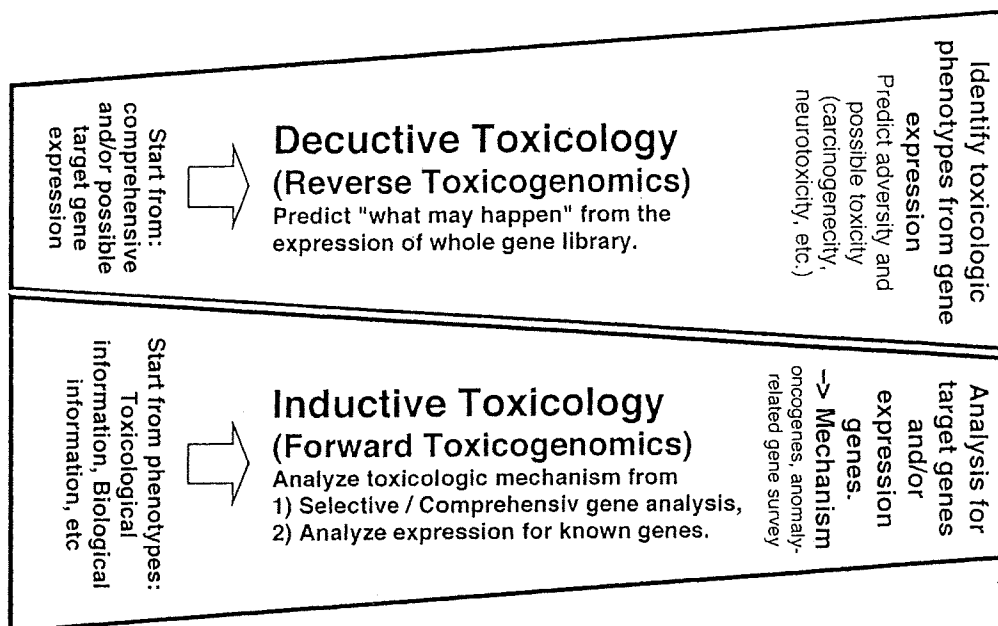 Start from:
comprehensive
and/or possible
target gene
expression
Decuctive Toxicology
(Reverse Toxicogenomics)
Predict "what may happen" from the
expression of whole gene library.
Identify toxicologic
phenotypes from gene
expression
Predict adversity and
possible toxicity
(carcinogenecity,
neurotoxicity, etc.)
Start from phenotypes:
Toxicological
information, Biological
information, etc
Inductive Toxicology
(Forward Toxicogenomics)
Analyze toxicologic mechanism from
1) Selective / Comprehensiv gene analysis,
2) Analyze expression for known genes.
Analysis for
target genes
and/or
expression
genes.
–> Mechanism
oncogenes, anomaly-
related gene survey